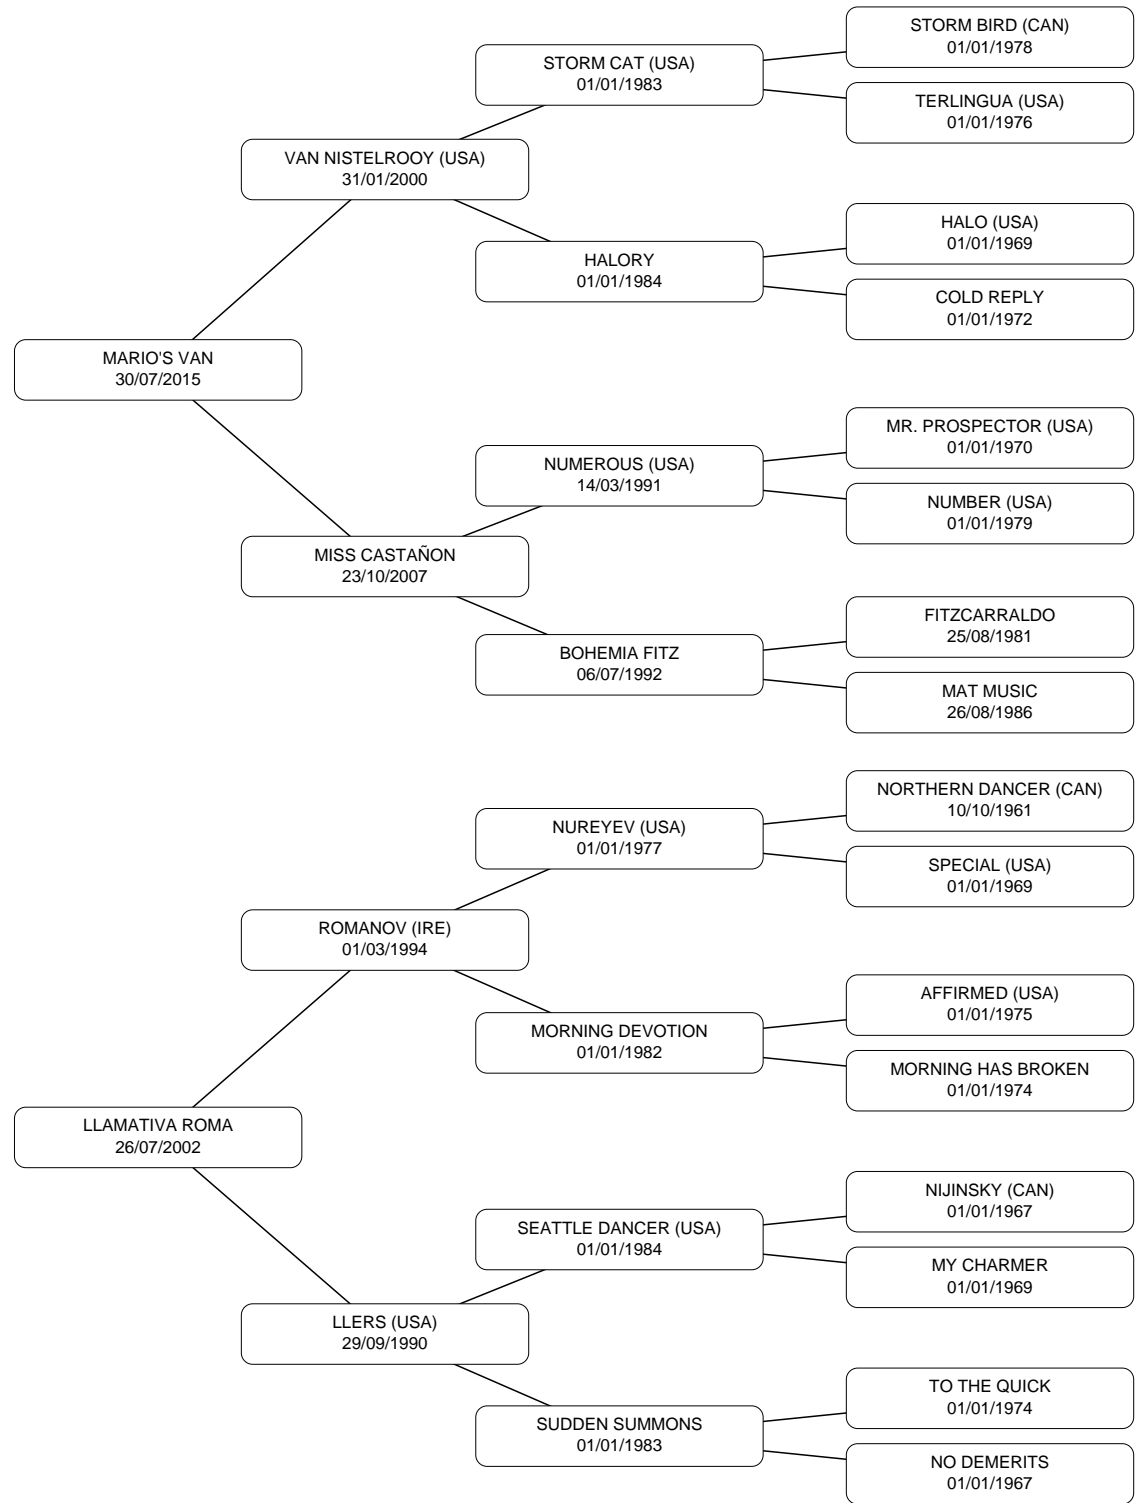 STORM BIRD (CAN)
01/01/1978
STORM CAT (USA)
01/01/1983
TERLINGUA (USA)
01/01/1976
VAN NISTELROOY (USA)
31/01/2000
HALO (USA)
01/01/1969
HALORY
01/01/1984
COLD REPLY
01/01/1972
MARIO'S VAN
30/07/2015
MR. PROSPECTOR (USA)
01/01/1970
NUMEROUS (USA)
14/03/1991
NUMBER (USA)
01/01/1979
MISS CASTAÑON
23/10/2007
FITZCARRALDO
25/08/1981
BOHEMIA FITZ
06/07/1992
MAT MUSIC
26/08/1986
NORTHERN DANCER (CAN)
10/10/1961
NUREYEV (USA)
01/01/1977
SPECIAL (USA)
01/01/1969
ROMANOV (IRE)
01/03/1994
AFFIRMED (USA)
01/01/1975
MORNING DEVOTION
01/01/1982
MORNING HAS BROKEN
01/01/1974
LLAMATIVA ROMA
26/07/2002
NIJINSKY (CAN)
01/01/1967
SEATTLE DANCER (USA)
01/01/1984
MY CHARMER
01/01/1969
LLERS (USA)
29/09/1990
TO THE QUICK
01/01/1974
SUDDEN SUMMONS
01/01/1983
NO DEMERITS
01/01/1967